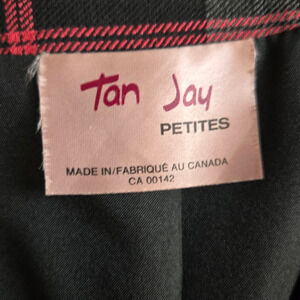 Tan Jay
PETITES
MADE IN/FABRIQUÉ AU CANADA
CA 00142